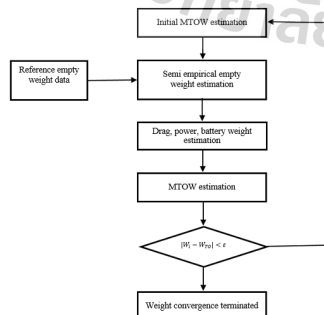 Initial MTOW estimation
Reference empty
weight data
Semi empirical empty
weight estimation
Drag, power, battery weight
estimation
MTOW estimation
|Wᵢ − W_TO| < ε
Weight convergence terminated